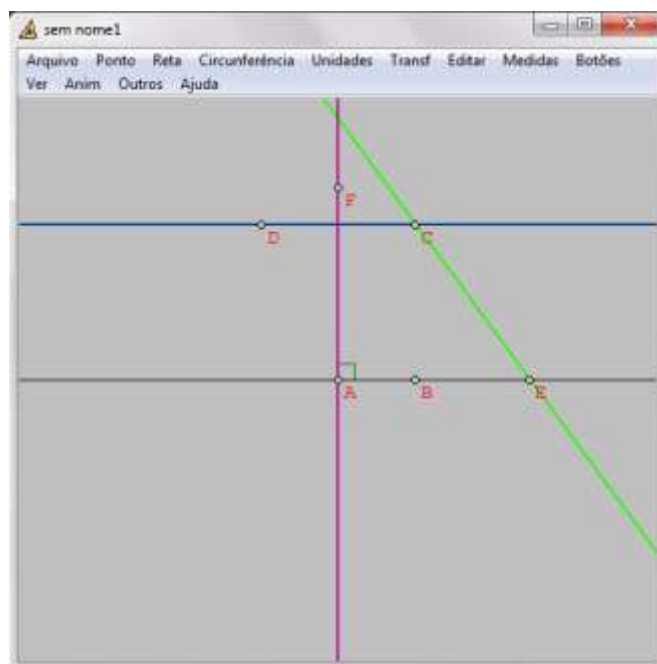 sem nome1
Arquivo Ponto Reta Circunferência Unidades Transf Editar Medidas Botões
Ver Anim Outros Ajuda
F
D C
A B E